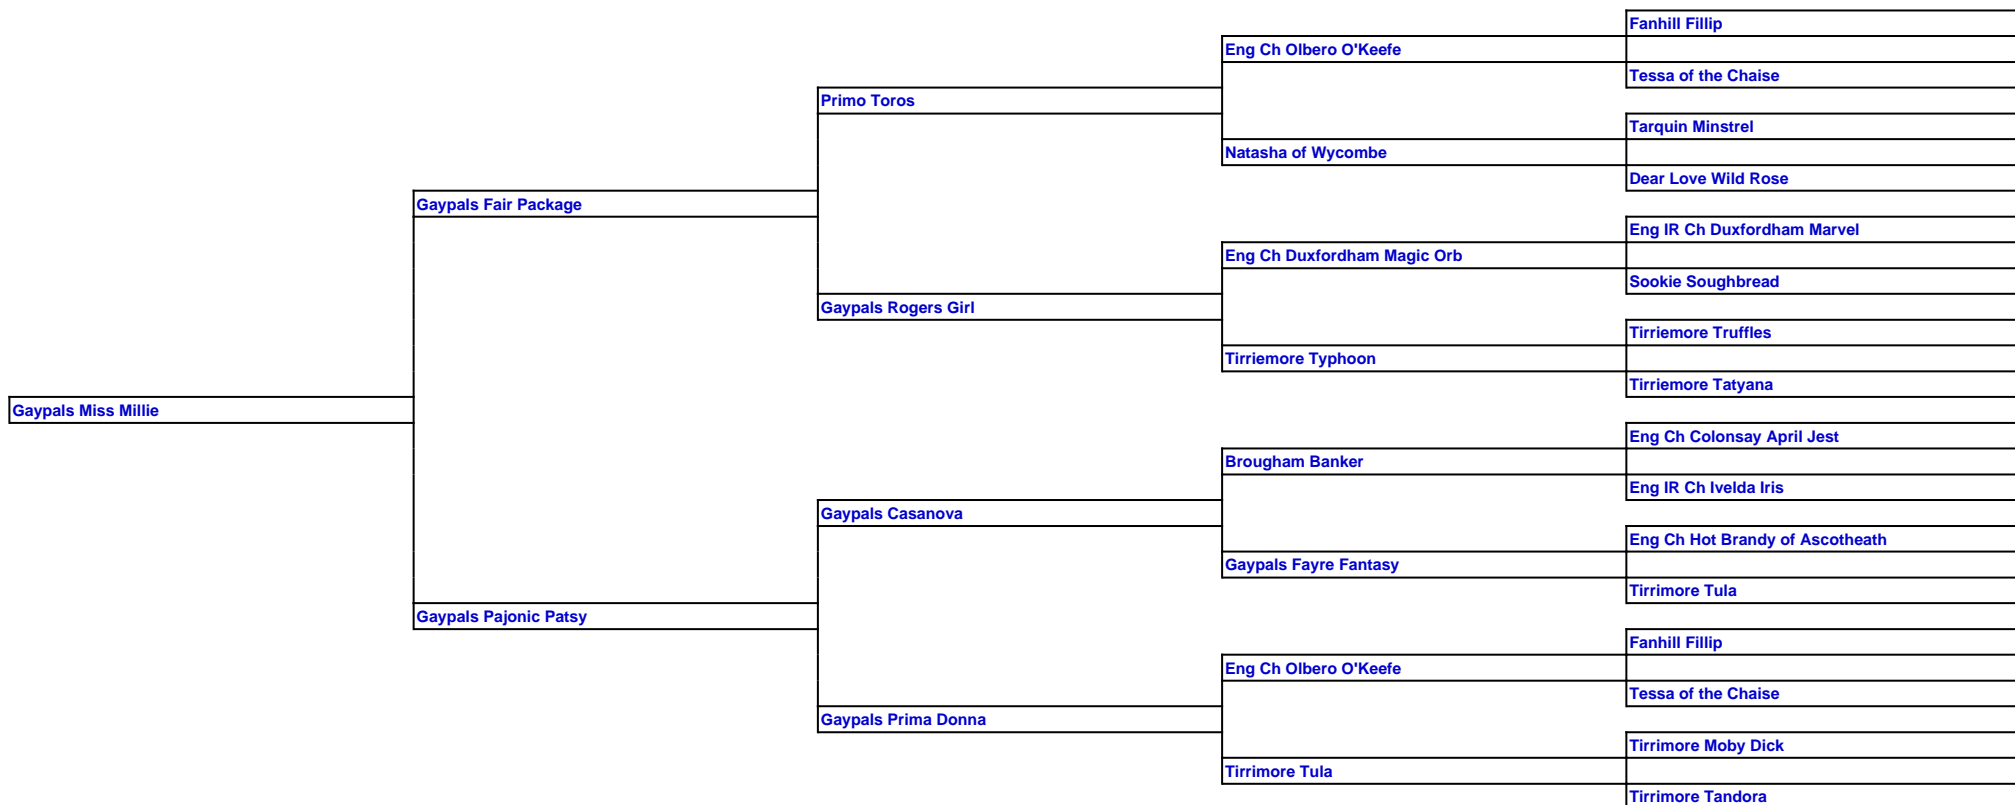 Fanhill Fillip
Eng Ch Olbero O'Keefe
Tessa of the Chaise
Primo Toros
Tarquin Minstrel
Natasha of Wycombe
Dear Love Wild Rose
Gaypals Fair Package
Eng IR Ch Duxfordham Marvel
Eng Ch Duxfordham Magic Orb
Sookie Soughbread
Gaypals Rogers Girl
Tirriemore Truffles
Tirriemore Typhoon
Tirriemore Tatyana
Gaypals Miss Millie
Eng Ch Colonsay April Jest
Brougham Banker
Eng IR Ch Ivelda Iris
Gaypals Casanova
Eng Ch Hot Brandy of Ascotheath
Gaypals Fayre Fantasy
Tirrimore Tula
Gaypals Pajonic Patsy
Fanhill Fillip
Eng Ch Olbero O'Keefe
Tessa of the Chaise
Gaypals Prima Donna
Tirrimore Moby Dick
Tirrimore Tula
Tirrimore Tandora